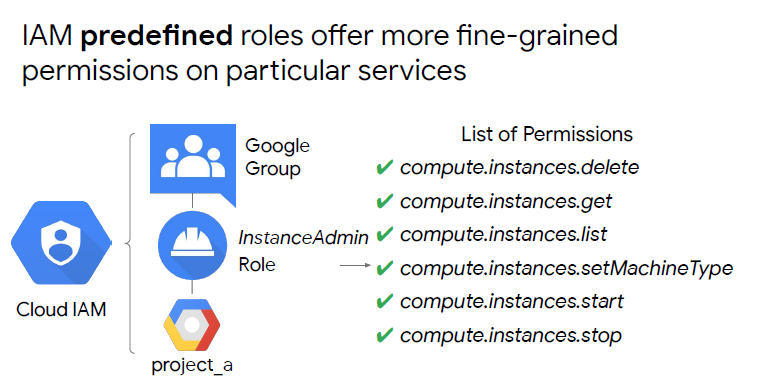 IAM predefined roles offer more fine-grained
permissions on particular services
Cloud IAM
Google
Group
InstanceAdmin
Role
project_a
List of Permissions
compute.instances.delete
compute.instances.get
compute.instances.list
compute.instances.setMachineType
compute.instances.start
compute.instances.stop